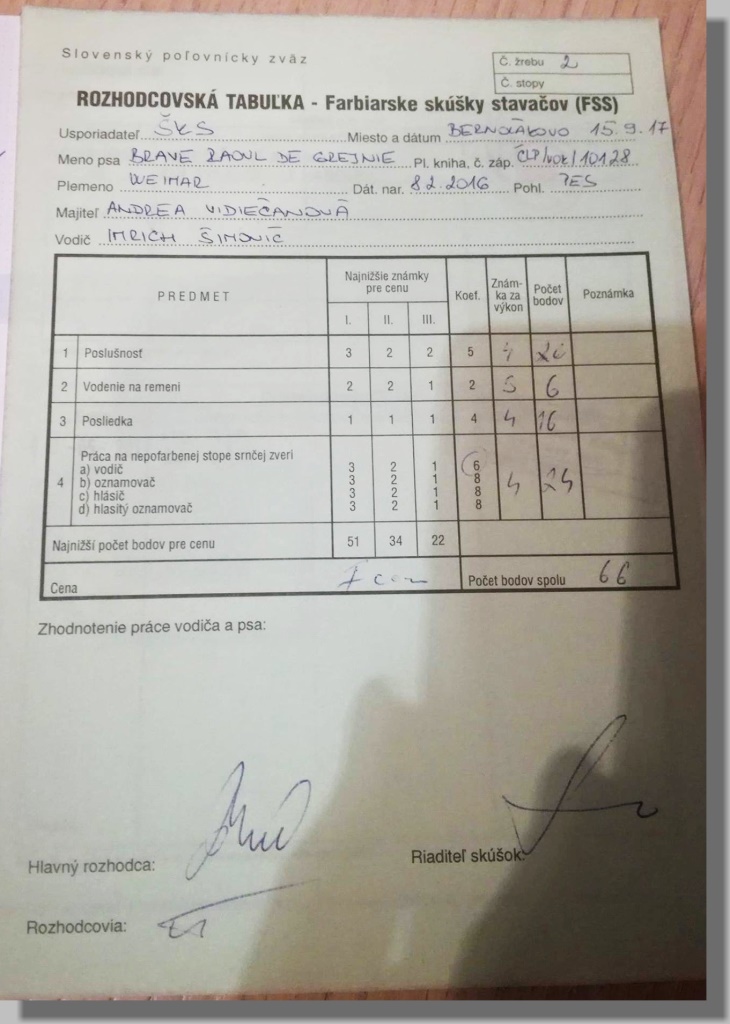 Slovenský poľovnícky zväz
Č. žrebu 2
Č. stopy
ROZHODCOVSKÁ TABUĽKA - Farbiarske skúšky stavačov (FSS)
Usporiadateľ ŠKS Miesto a dátum BERNOLÁKOVO 15.9.17
Meno psa BRAVE RAOUL DE GREJNIE Pl. kniha, č. záp. ČLP/VOK/10128
Plemeno WEIMAR Dát. nar. 8.2.2016 Pohl. PES
Majiteľ ANDREA VIDIEČANOVÁ
Vodič IMRICH ŠIMOVIČ
PREDMET Najnižšie známky pre cenu Koef. Znám-ka za výkon Počet bodov Poznámka
I. II. III.
1 Poslušnosť 3 2 2 5 4 20
2 Vodenie na remeni 2 2 1 2 6
3 Posliedka 1 1 1 4 4 16
4 Práca na nepofarbenej stope srnčej zveri 4 24
a) vodič 3 2 1 6
b) oznamovač 3 2 1 8
c) hlásič 3 2 1 8
d) hlasitý oznamovač 3 2 1 8
Najnižší počet bodov pre cenu 51 34 22
Cena I cen Počet bodov spolu 66
Zhodnotenie práce vodiča a psa:
Hlavný rozhodca:
Riaditeľ skúšok:
Rozhodcovia: